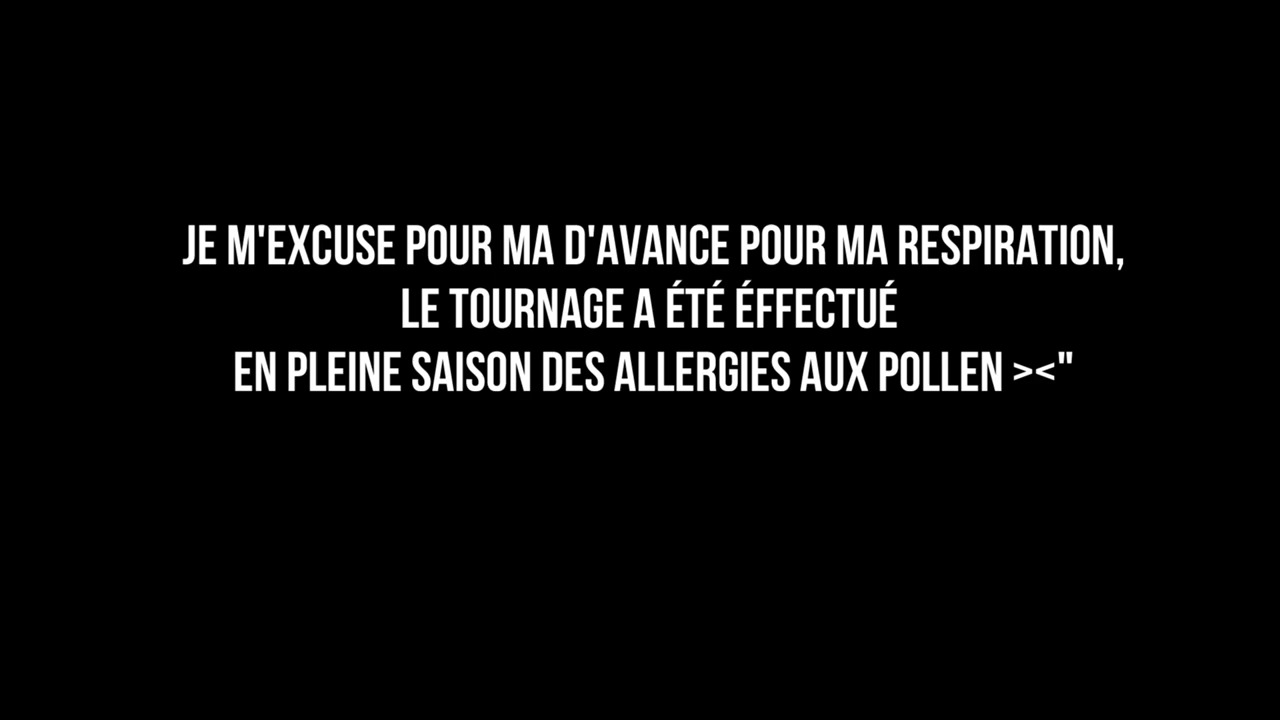 JE M'EXCUSE POUR MA D'AVANCE POUR MA RESPIRATION,
LE TOURNAGE A ÉTÉ ÉFFECTUÉ
EN PLEINE SAISON DES ALLERGIES AUX POLLEN ><"